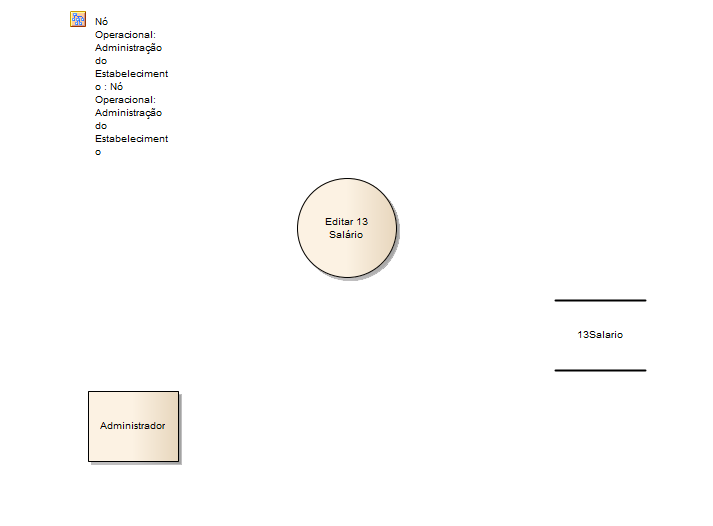 Nó
Operacional:
Administração
do
Estabeleciment
o : Nó
Operacional:
Administração
do
Estabeleciment
o
Editar 13
Salário
13Salario
Administrador